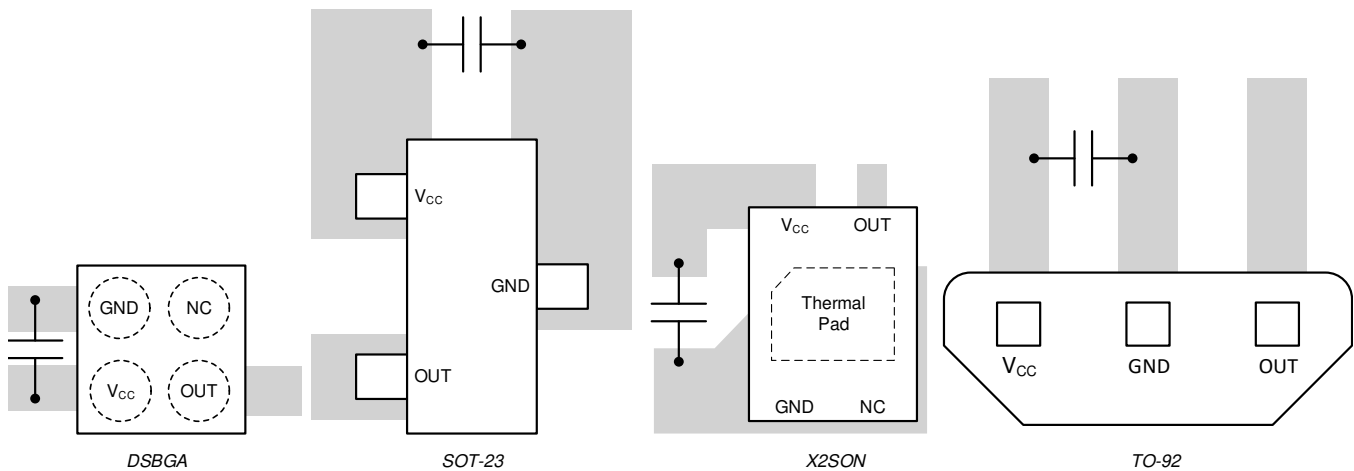 GND
NC
VCC
OUT
DSBGA
VCC
GND
OUT
SOT-23
VCC
OUT
Thermal
Pad
GND
NC
X2SON
VCC
GND
OUT
TO-92